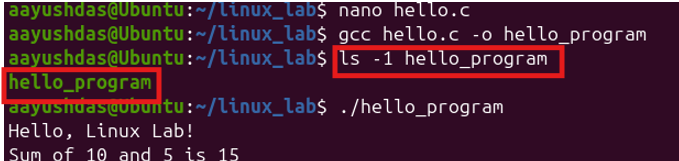 aayushdas@Ubuntu:~/linux_lab$ nano hello.c
aayushdas@Ubuntu:~/linux_lab$ gcc hello.c -o hello_program
aayushdas@Ubuntu:~/linux_lab$ ls -1 hello_program
hello_program
aayushdas@Ubuntu:~/linux_lab$ ./hello_program
Hello, Linux Lab!
Sum of 10 and 5 is 15